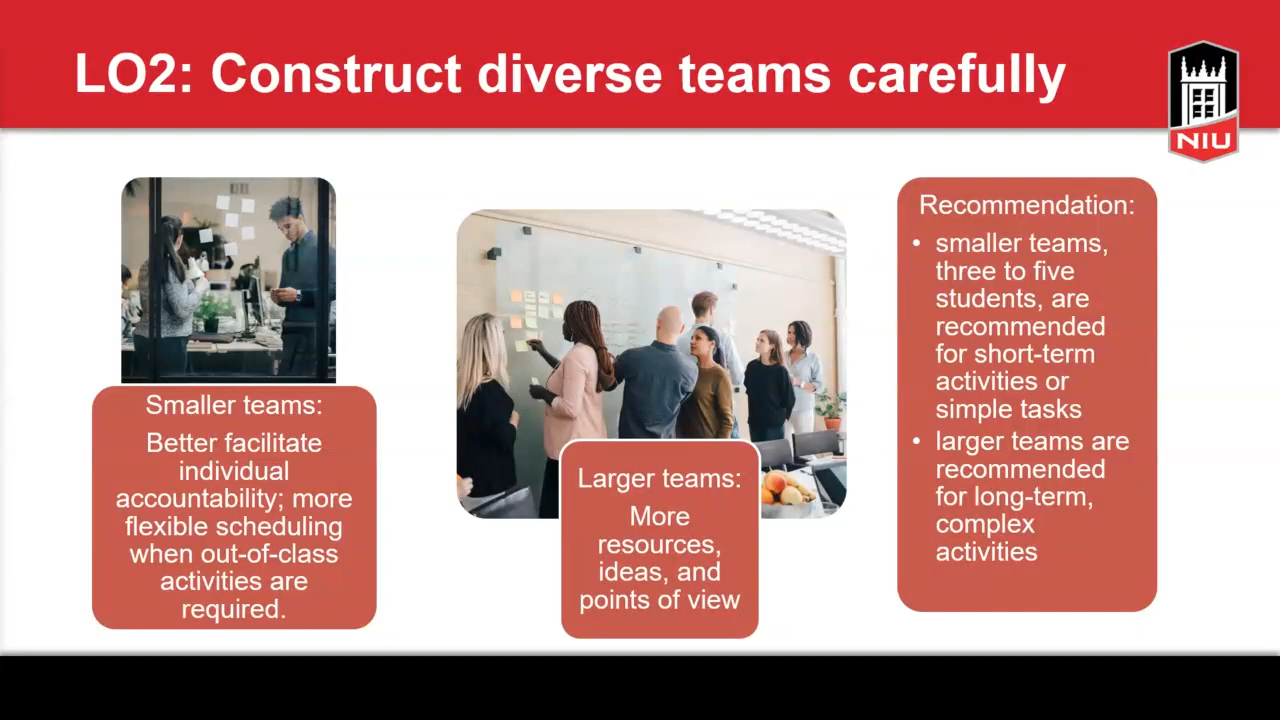 LO2: Construct diverse teams carefully
NIU
Smaller teams:
Better facilitate
individual
accountability; more
flexible scheduling
when out-of-class
activities are
required.
Larger teams:
More
resources,
ideas, and
points of view
Recommendation:
• smaller teams,
three to five
students, are
recommended
for short-term
activities or
simple tasks
• larger teams are
recommended
for long-term,
complex
activities